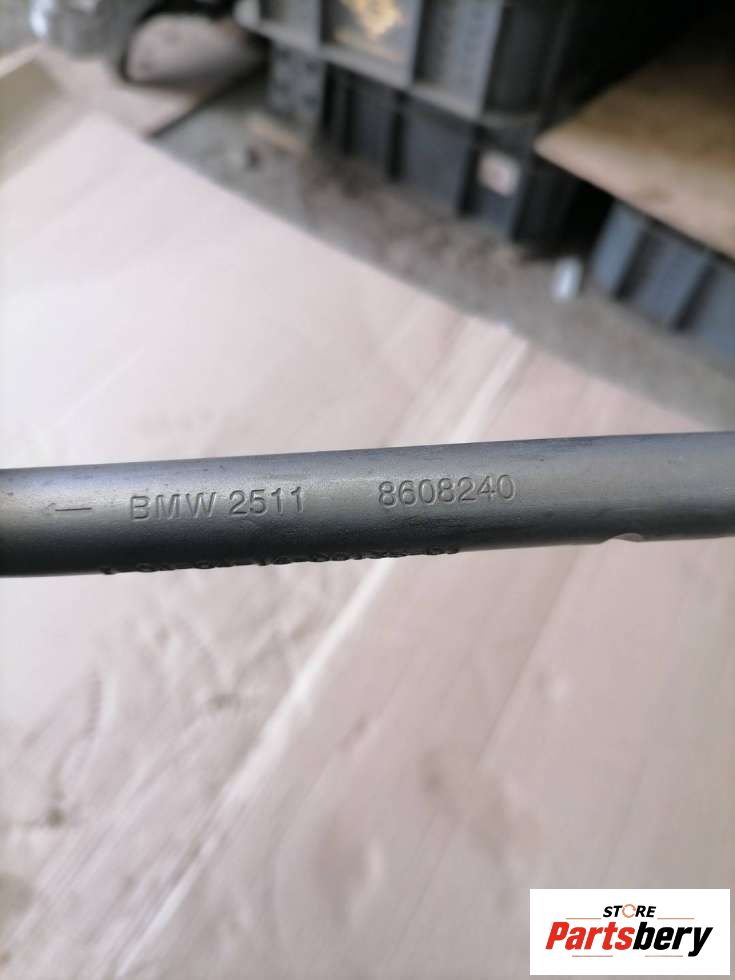 ← BMW 2511 8608240
STORE
Partsbery